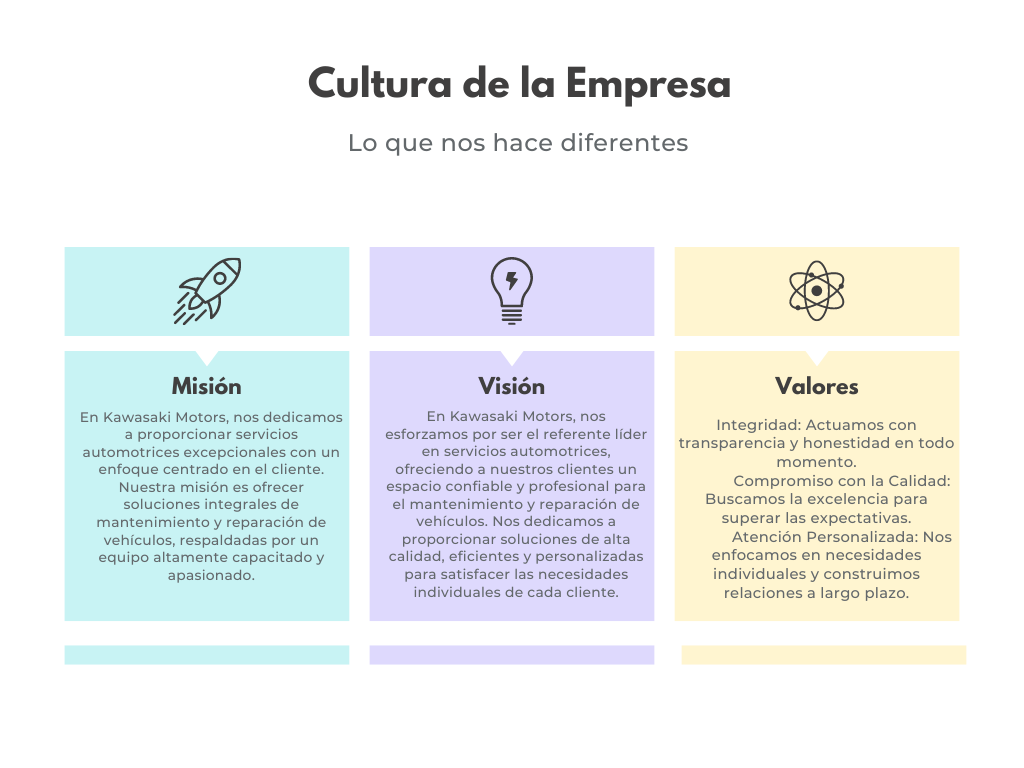 Cultura de la Empresa
Lo que nos hace diferentes
Misión
En Kawasaki Motors, nos dedicamos
a proporcionar servicios
automotrices excepcionales con un
enfoque centrado en el cliente.
Nuestra misión es ofrecer
soluciones integrales de
mantenimiento y reparación de
vehículos, respaldadas por un
equipo altamente capacitado y
apasionado.
Visión
En Kawasaki Motors, nos
esforzamos por ser el referente líder
en servicios automotrices,
ofreciendo a nuestros clientes un
espacio confiable y profesional para
el mantenimiento y reparación de
vehículos. Nos dedicamos a
proporcionar soluciones de alta
calidad, eficientes y personalizadas
para satisfacer las necesidades
individuales de cada cliente.
Valores
Integridad: Actuamos con
transparencia y honestidad en todo
momento.
Compromiso con la Calidad:
Buscamos la excelencia para
superar las expectativas.
Atención Personalizada: Nos
enfocamos en necesidades
individuales y construimos
relaciones a largo plazo.